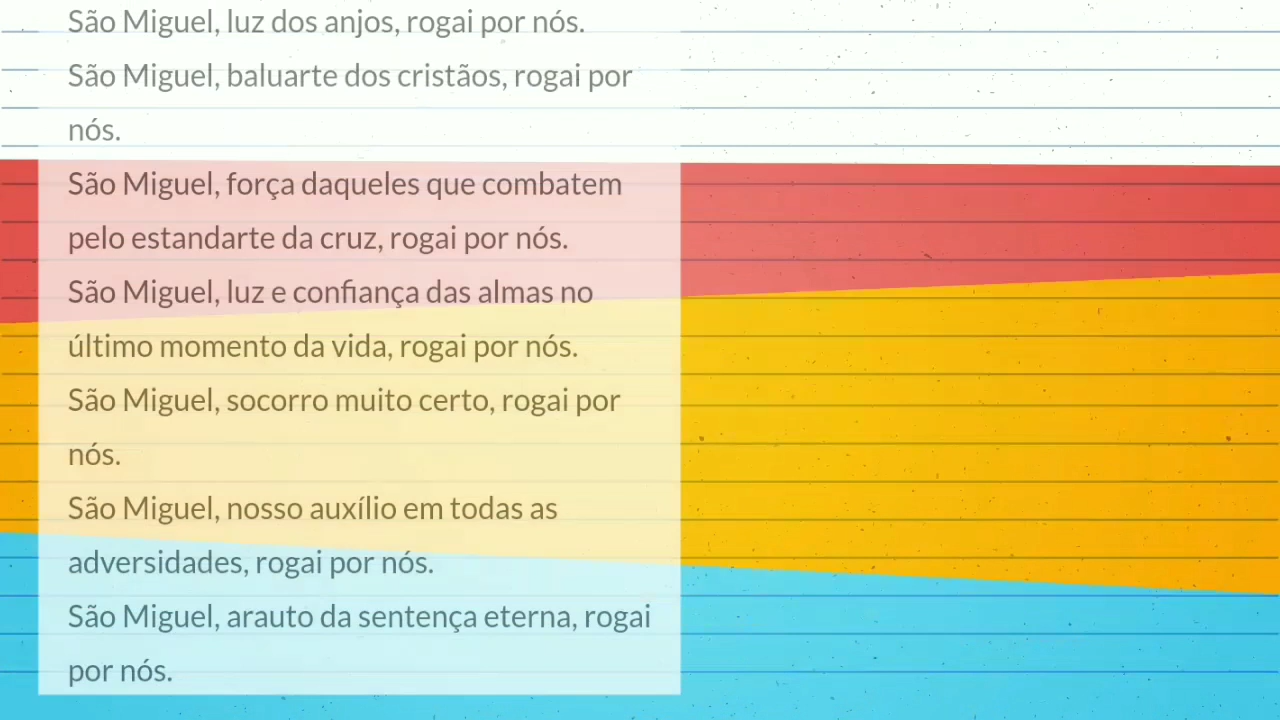 São Miguel, luz dos anjos, rogai por nós.
São Miguel, baluarte dos cristãos, rogai por
nós.
São Miguel, força daqueles que combatem
pelo estandarte da cruz, rogai por nós.
São Miguel, luz e confiança das almas no
último momento da vida, rogai por nós.
São Miguel, socorro muito certo, rogai por
nós.
São Miguel, nosso auxílio em todas as
adversidades, rogai por nós.
São Miguel, arauto da sentença eterna, rogai
por nós.